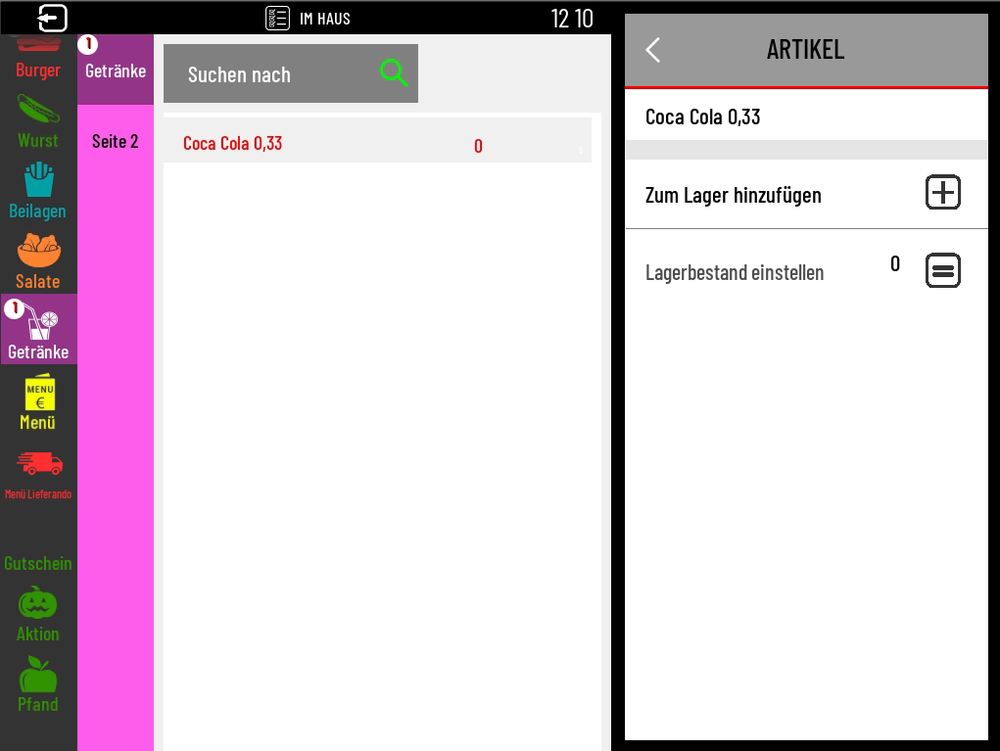 IM HAUS
12 10
Burger
Wurst
Beilagen
Salate
1
Getränke
MENU
€
Menü
Menü Lieferando
Gutschein
Aktion
Pfand
1
Getränke
Seite 2
Suchen nach
Coca Cola 0,33 0
ARTIKEL
Coca Cola 0,33
Zum Lager hinzufügen
Lagerbestand einstellen 0